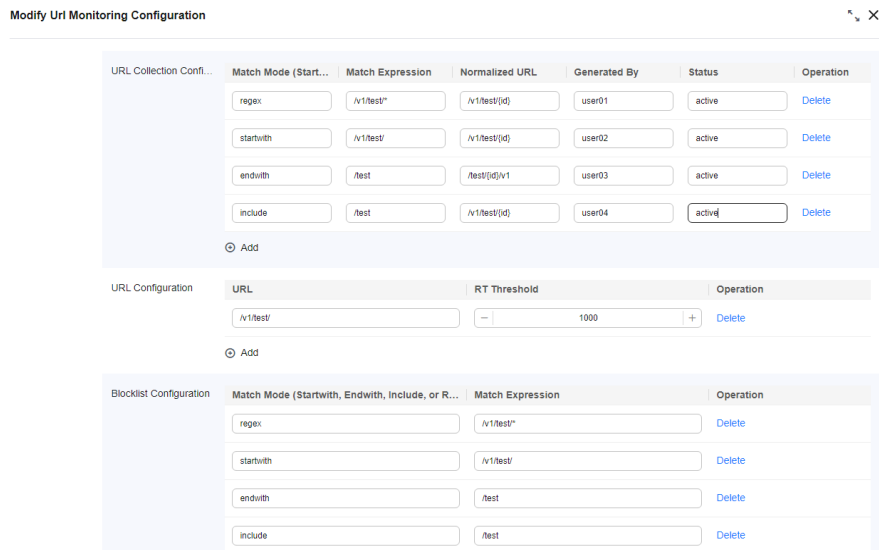 Modify Url Monitoring Configuration
URL Collection Confi...
Match Mode (Start... Match Expression Normalized URL Generated By Status Operation
regex /v1/test/* /v1/test/{id} user01 active Delete
startwith /v1/test/ /v1/test/{id} user02 active Delete
endwith /test /test/{id}/v1 user03 active Delete
include /test /v1/test/{id} user04 active Delete
Add
URL Configuration
URL RT Threshold Operation
/v1/test/ 1000 Delete
Add
Blocklist Configuration
Match Mode (Startwith, Endwith, Include, or R... Match Expression Operation
regex /v1/test/* Delete
startwith /v1/test/ Delete
endwith /test Delete
include /test Delete